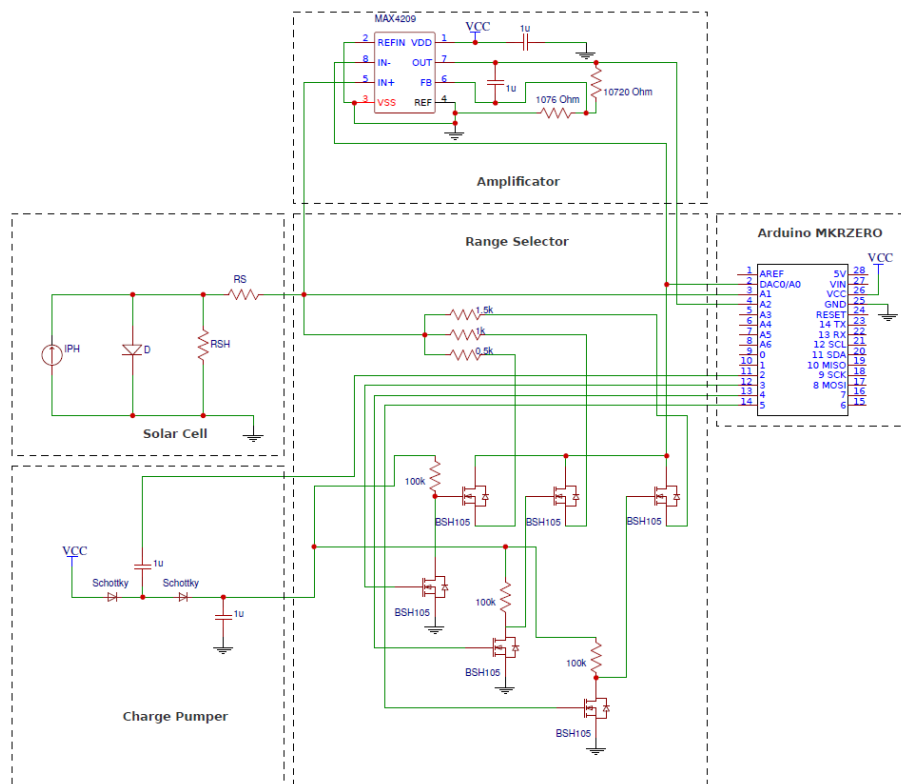 MAX4209
VCC
1u
2 REFIN VDD 1
8 IN- OUT 7
5 IN+ FB 6
3 VSS REF 4
1u
10720 Ohm
1076 Ohm
Amplificator
Range Selector
Arduino MKRZERO
VCC
1 AREF 5V 28
2 DAC0/A0 VIN 27
3 A1 VCC 26
4 A2 GND 25
5 A3 RESET 24
6 A4 14 TX 23
7 A5 13 RX 22
8 A6 12 SCL 21
9 0 11 SDA 20
10 1 10 MISO 19
11 2 9 SCK 18
12 3 8 MOSI 17
13 4 7 16
14 5 6 15
RS
IPH
D
RSH
Solar Cell
1.5k
1k
0.5k
100k
BSH105
BSH105
BSH105
VCC
1u
Schottky
Schottky
1u
BSH105
100k
BSH105
100k
BSH105
Charge Pumper